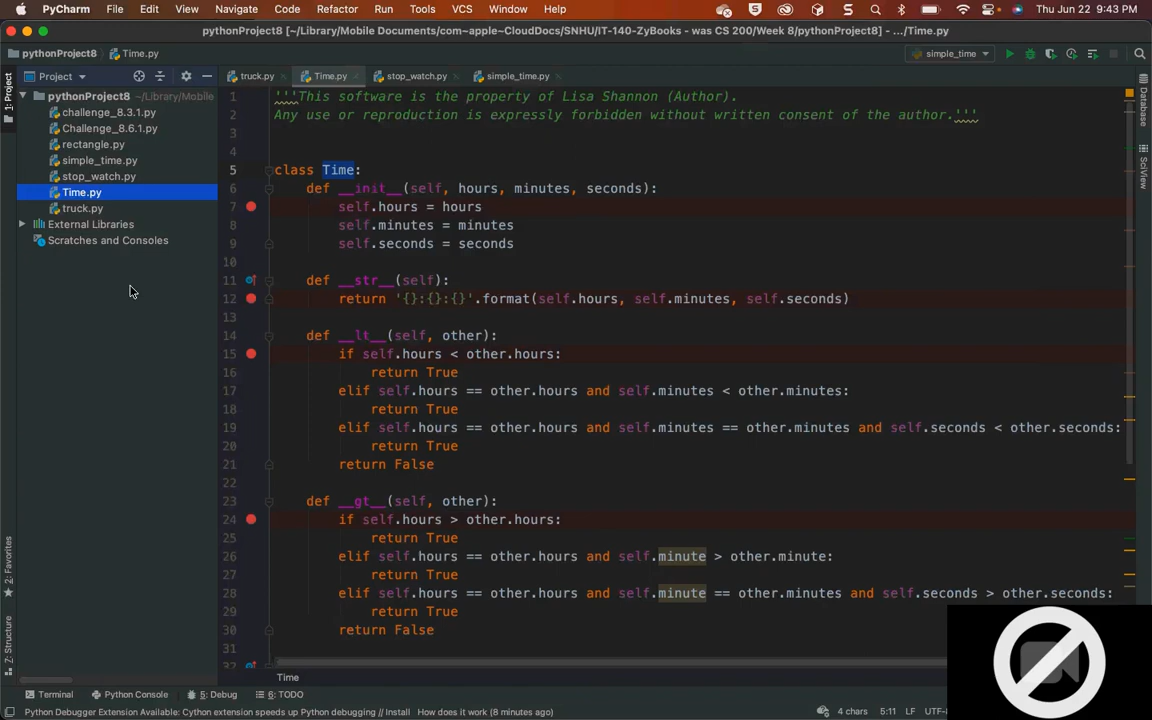 PyCharm File Edit View Navigate Code Refactor Run Tools VCS Window Help Thu Jun 22 9:43 PM
pythonProject8 [~/Library/Mobile Documents/com~apple~CloudDocs/SNHU/IT-140-ZyBooks - was CS 200/Week 8/pythonProject8] - .../Time.py
pythonProject8 Time.py simple_time
Project truck.py Time.py stop_watch.py simple_time.py
pythonProject8 ~/Library/Mobile
challenge_8.3.1.py
Challenge_8.6.1.py
rectangle.py
simple_time.py
stop_watch.py
Time.py
truck.py
External Libraries
Scratches and Consoles
1: Project
2: Favorites
7: Structure
1 '''This software is the property of Lisa Shannon (Author).
2 Any use or reproduction is expressly forbidden without written consent of the author.'''
3
4
5 class Time:
6 def __init__(self, hours, minutes, seconds):
7 self.hours = hours
8 self.minutes = minutes
9 self.seconds = seconds
10
11 def __str__(self):
12 return '{}:{}:{}'.format(self.hours, self.minutes, self.seconds)
13
14 def __lt__(self, other):
15 if self.hours < other.hours:
16 return True
17 elif self.hours == other.hours and self.minutes < other.minutes:
18 return True
19 elif self.hours == other.hours and self.minutes == other.minutes and self.seconds < other.seconds:
20 return True
21 return False
22
23 def __gt__(self, other):
24 if self.hours > other.hours:
25 return True
26 elif self.hours == other.hours and self.minute > other.minute:
27 return True
28 elif self.hours == other.hours and self.minute == other.minutes and self.seconds > other.seconds:
29 return True
30 return False
31
32
Database
SciView
Time
Terminal Python Console 5: Debug 6: TODO
Python Debugger Extension Available: Cython extension speeds up Python debugging // Install How does it work (8 minutes ago) 4 chars 5:11 LF UTF-8